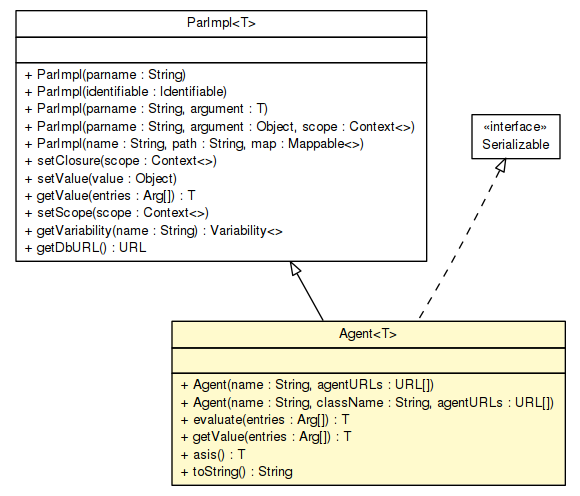 ParImpl<T>
+ ParImpl(parname : String)
+ ParImpl(identifiable : Identifiable)
+ ParImpl(parname : String, argument : T)
+ ParImpl(parname : String, argument : Object, scope : Context<>)
+ ParImpl(name : String, path : String, map : Mappable<>)
+ setClosure(scope : Context<>)
+ setValue(value : Object)
+ getValue(entries : Arg[]) : T
+ setScope(scope : Context<>)
+ getVariability(name : String) : Variability<>
+ getDbURL() : URL
«interface»
Serializable
Agent<T>
+ Agent(name : String, agentURLs : URL[])
+ Agent(name : String, className : String, agentURLs : URL[])
+ evaluate(entries : Arg[]) : T
+ getValue(entries : Arg[]) : T
+ asis() : T
+ toString() : String